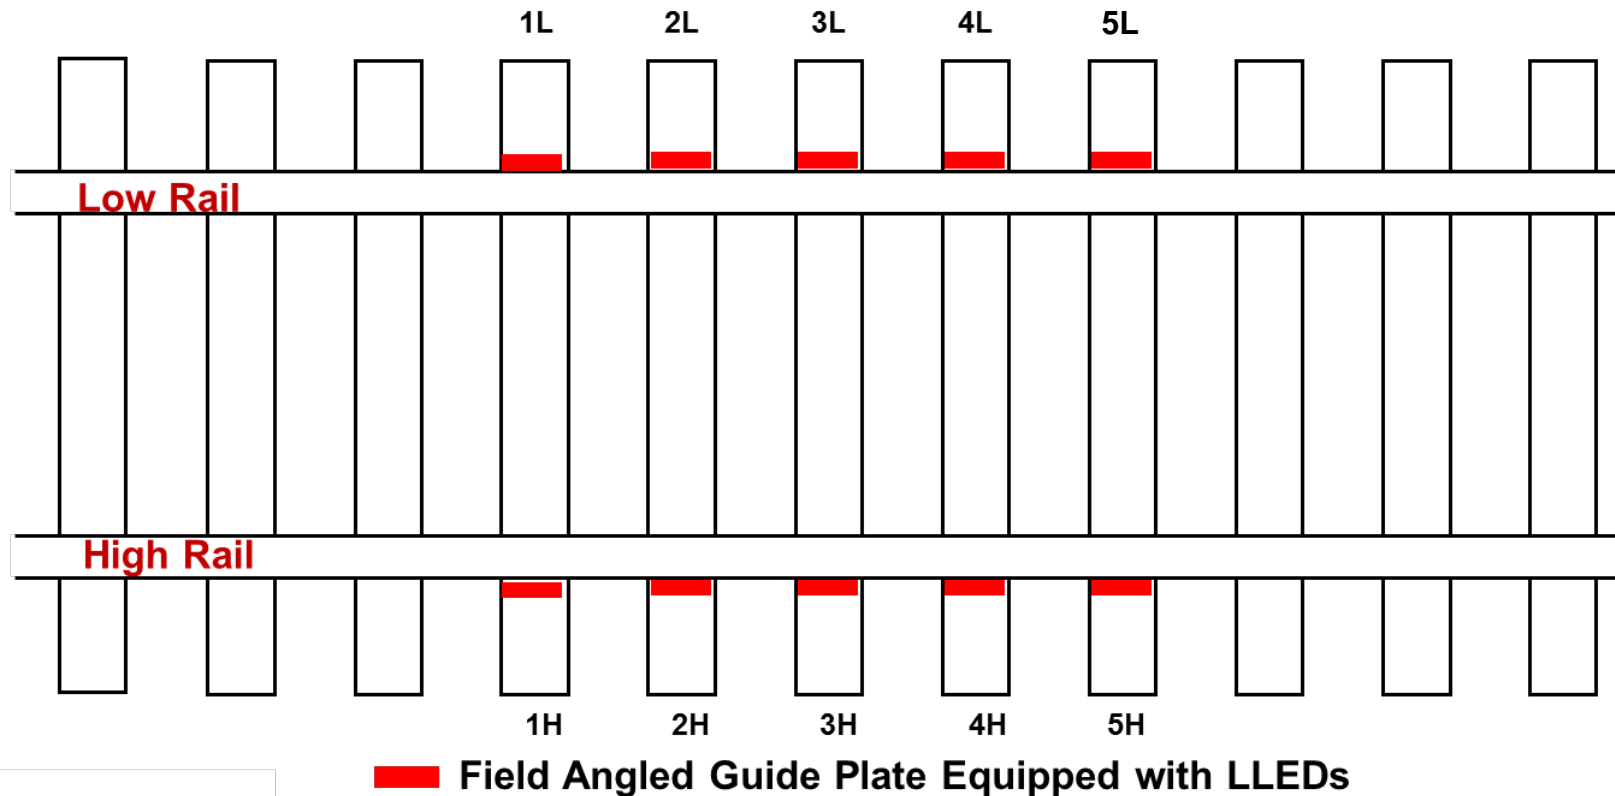 1L 2L 3L 4L 5L
Low Rail
High Rail
1H 2H 3H 4H 5H
Field Angled Guide Plate Equipped with LLEDs